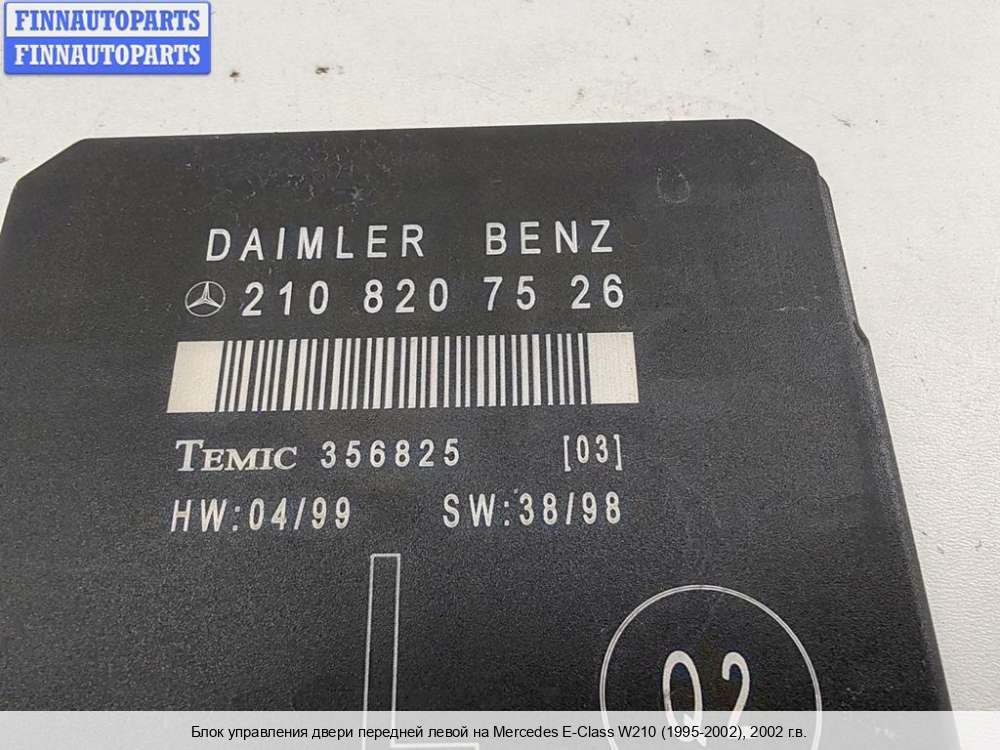 FINNAUTOPARTS
FINNAUTOPARTS
DAIMLER BENZ
210 820 75 26
TEMIC 356825 [03]
HW:04/99 SW:38/98
L
Q2
Блок управления двери передней левой на Mercedes E-Class W210 (1995-2002), 2002 г.в.